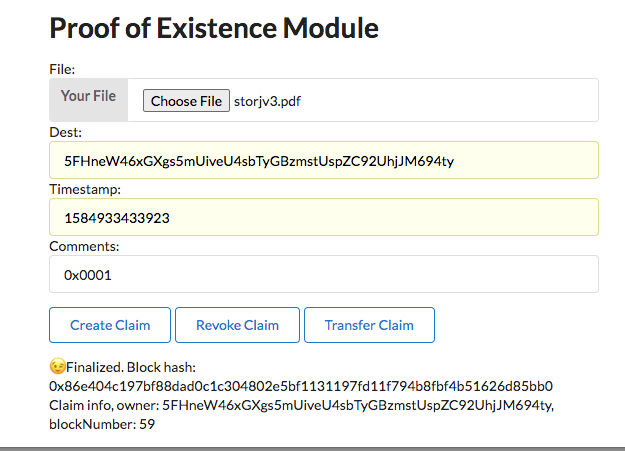 Proof of Existence Module
File:
Your File Choose File storjv3.pdf
Dest:
5FHneW46xGXgs5mUiveU4sbTyGBzmstUspZC92UhjJM694ty
Timestamp:
1584933433923
Comments:
0x0001
Create Claim Revoke Claim Transfer Claim
😉Finalized. Block hash:
0x86e404c197bf88dad0c1c304802e5bf1131197fd11f794b8fbf4b51626d85bb0
Claim info, owner: 5FHneW46xGXgs5mUiveU4sbTyGBzmstUspZC92UhjJM694ty,
blockNumber: 59